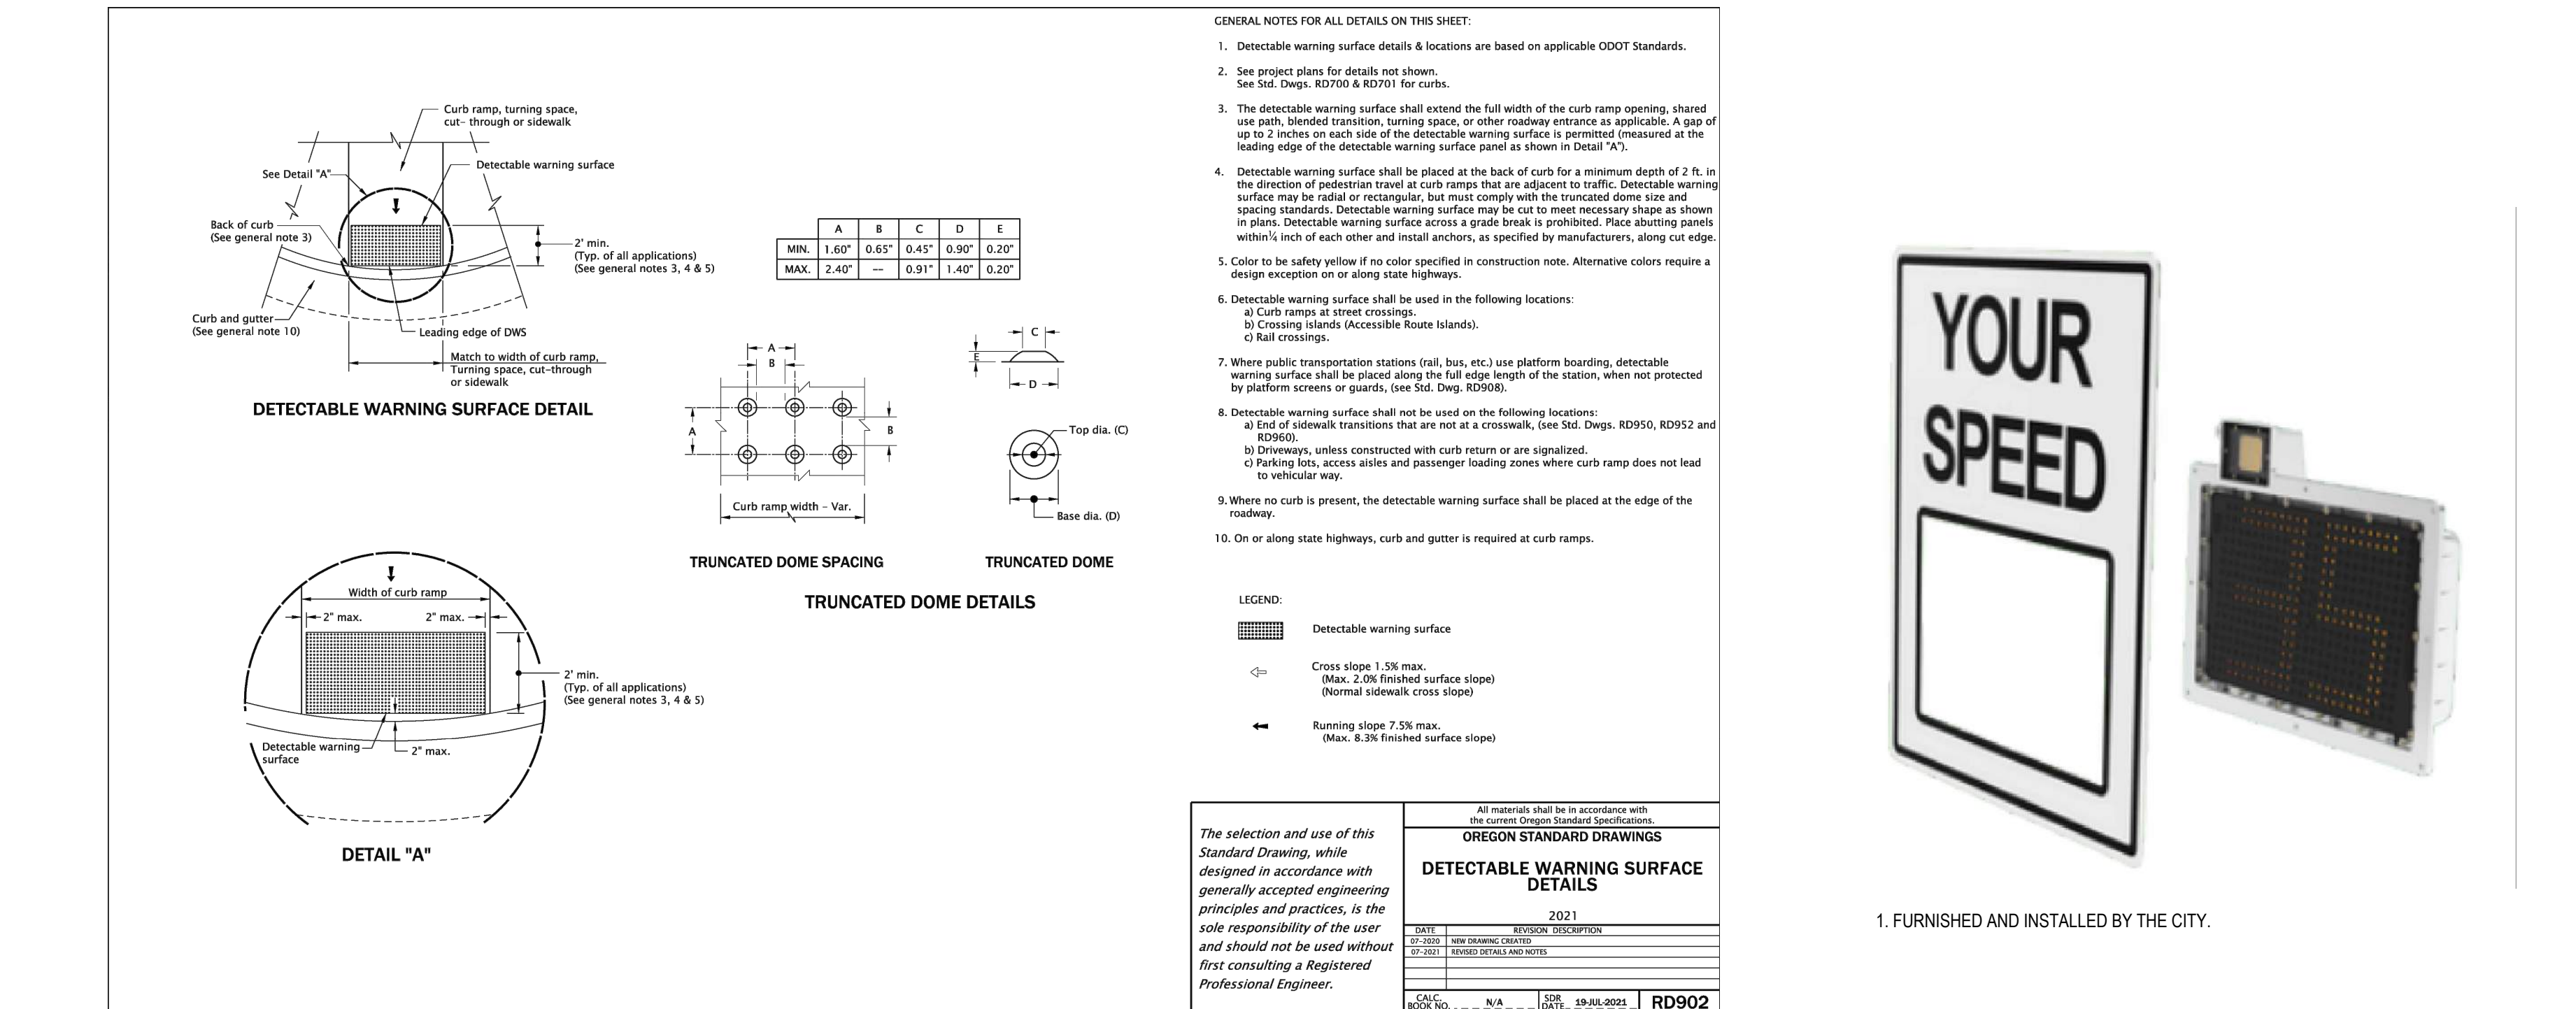 Curb ramp, turning space,
cut- through or sidewalk
Detectable warning surface
See Detail "A"
Back of curb
(See general note 3)
2' min.
(Typ. of all applications)
(See general notes 3, 4 & 5)
Curb and gutter
(See general note 10)
Leading edge of DWS
Match to width of curb ramp,
Turning space, cut-through
or sidewalk
DETECTABLE WARNING SURFACE DETAIL
A B C D E
MIN. 1.60" 0.65" 0.45" 0.90" 0.20"
MAX. 2.40" -- 0.91" 1.40" 0.20"
A
B
A
B
Curb ramp width - Var.
TRUNCATED DOME SPACING
C
E
D
Top dia. (C)
Base dia. (D)
TRUNCATED DOME
TRUNCATED DOME DETAILS
Width of curb ramp
2" max.
2" max.
2' min.
(Typ. of all applications)
(See general notes 3, 4 & 5)
Detectable warning
surface
2" max.
DETAIL "A"
GENERAL NOTES FOR ALL DETAILS ON THIS SHEET:
1. Detectable warning surface details & locations are based on applicable ODOT Standards.
2. See project plans for details not shown.
See Std. Dwgs. RD700 & RD701 for curbs.
3. The detectable warning surface shall extend the full width of the curb ramp opening, shared
use path, blended transition, turning space, or other roadway entrance as applicable. A gap of
up to 2 inches on each side of the detectable warning surface is permitted (measured at the
leading edge of the detectable warning surface panel as shown in Detail "A").
4. Detectable warning surface shall be placed at the back of curb for a minimum depth of 2 ft. in
the direction of pedestrian travel at curb ramps that are adjacent to traffic. Detectable warning
surface may be radial or rectangular, but must comply with the truncated dome size and
spacing standards. Detectable warning surface may be cut to meet necessary shape as shown
in plans. Detectable warning surface across a grade break is prohibited. Place abutting panels
within ¼ inch of each other and install anchors, as specified by manufacturers, along cut edge.
5. Color to be safety yellow if no color specified in construction note. Alternative colors require a
design exception on or along state highways.
6. Detectable warning surface shall be used in the following locations:
a) Curb ramps at street crossings.
b) Crossing islands (Accessible Route Islands).
c) Rail crossings.
7. Where public transportation stations (rail, bus, etc.) use platform boarding, detectable
warning surface shall be placed along the full edge length of the station, when not protected
by platform screens or guards, (see Std. Dwg. RD908).
8. Detectable warning surface shall not be used on the following locations:
a) End of sidewalk transitions that are not at a crosswalk, (see Std. Dwgs. RD950, RD952 and
RD960).
b) Driveways, unless constructed with curb return or are signalized.
c) Parking lots, access aisles and passenger loading zones where curb ramp does not lead
to vehicular way.
9. Where no curb is present, the detectable warning surface shall be placed at the edge of the
roadway.
10. On or along state highways, curb and gutter is required at curb ramps.
LEGEND:
Detectable warning surface
Cross slope 1.5% max.
(Max. 2.0% finished surface slope)
(Normal sidewalk cross slope)
Running slope 7.5% max.
(Max. 8.3% finished surface slope)
The selection and use of this
Standard Drawing, while
designed in accordance with
generally accepted engineering
principles and practices, is the
sole responsibility of the user
and should not be used without
first consulting a Registered
Professional Engineer.
All materials shall be in accordance with
the current Oregon Standard Specifications.
OREGON STANDARD DRAWINGS
DETECTABLE WARNING SURFACE
DETAILS
2021
DATE REVISION DESCRIPTION
07-2020 NEW DRAWING CREATED
07-2021 REVISED DETAILS AND NOTES
CALC.
BOOK NO. N/A
SDR
DATE 19-JUL-2021
RD902
YOUR
SPEED
1. FURNISHED AND INSTALLED BY THE CITY.